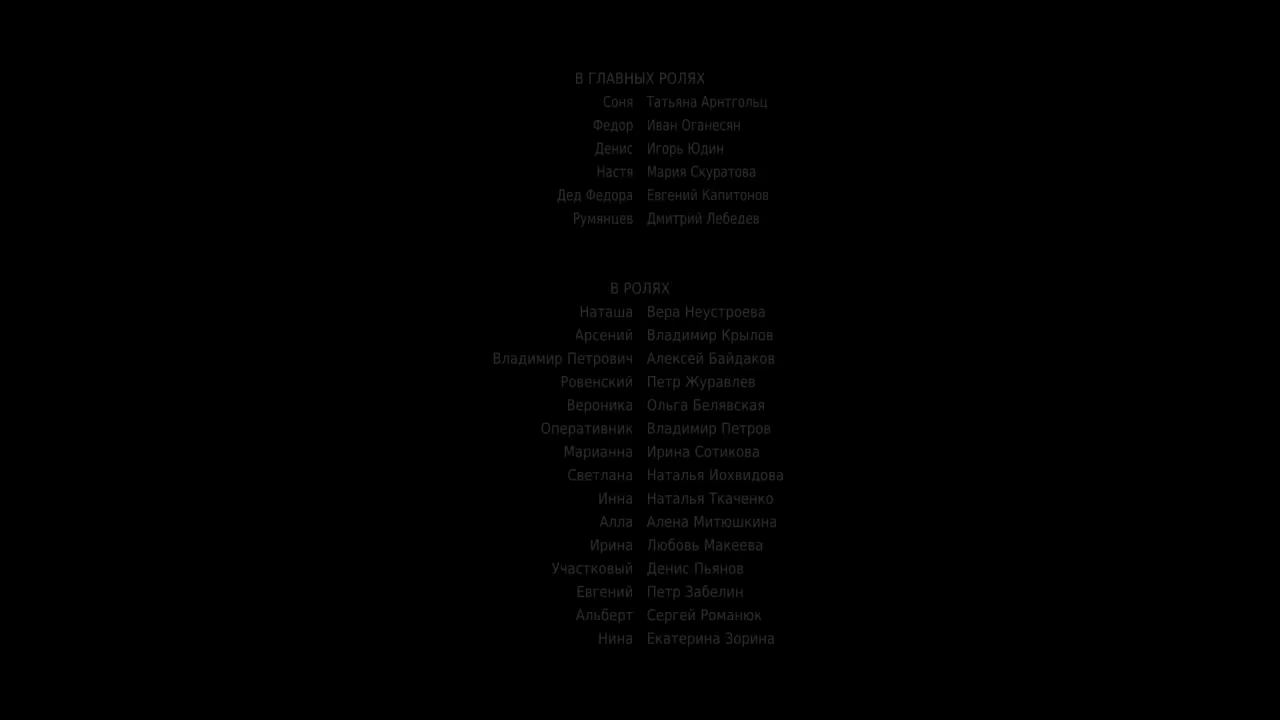 В ГЛАВНЫХ РОЛЯХ
Соня Татьяна Арнтгольц
Федор Иван Оганесян
Денис Игорь Юдин
Настя Мария Скуратова
Дед Федора Евгений Капитонов
Румянцев Дмитрий Лебедев
В РОЛЯХ
Наташа Вера Неустроева
Арсений Владимир Крылов
Владимир Петрович Алексей Байдаков
Ровенский Петр Журавлев
Вероника Ольга Белявская
Оперативник Владимир Петров
Марианна Ирина Сотикова
Светлана Наталья Иохвидова
Инна Наталья Ткаченко
Алла Алена Митюшкина
Ирина Любовь Макеева
Участковый Денис Пьянов
Евгений Петр Забелин
Альберт Сергей Романюк
Нина Екатерина Зорина